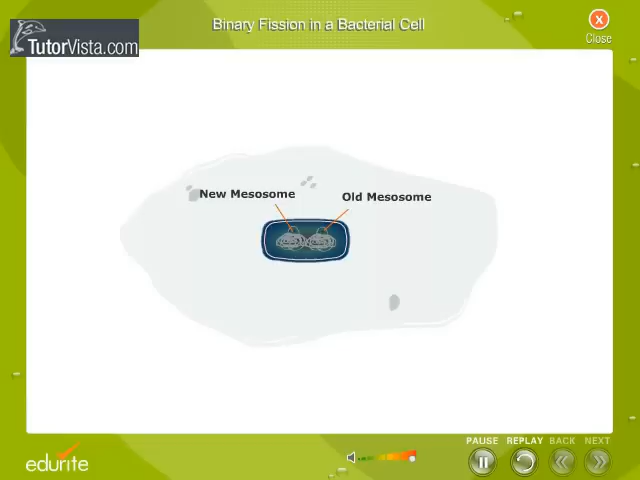 Binary Fission in a Bacterial Cell
Close
TutorVista.com
New Mesosome
Old Mesosome
PAUSE REPLAY BACK NEXT
edurite